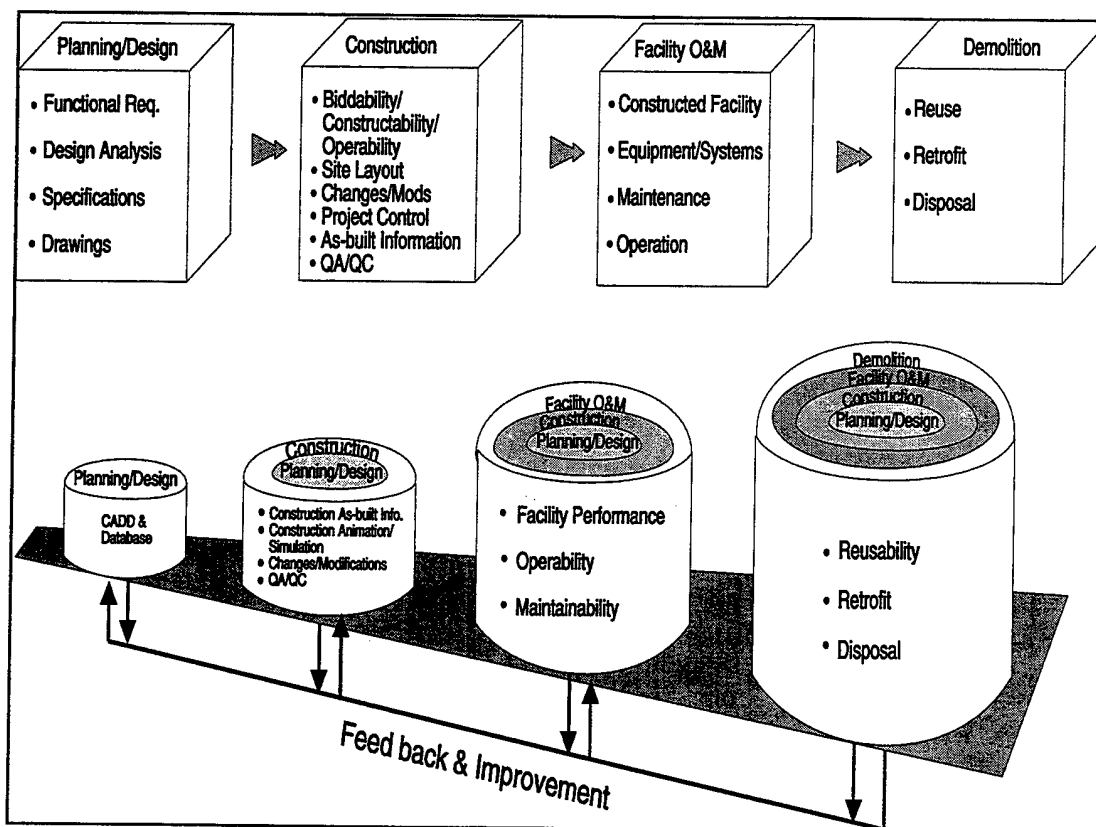 Planning/Design
• Functional Req.
• Design Analysis
• Specifications
• Drawings
Construction
• Biddability/
Constructability/
Operability
• Site Layout
• Changes/Mods
• Project Control
• As-built Information
• QA/QC
Facility O&M
• Constructed Facility
• Equipment/Systems
• Maintenance
• Operation
Demolition
• Reuse
• Retrofit
• Disposal
Planning/Design
CADD &
Database
Construction
Planning/Design
• Construction As-built Info.
• Construction Animation/
Simulation
• Changes/Modifications
• QA/QC
Facility O&M
Construction
Planning/Design
• Facility Performance
• Operability
• Maintainability
Demolition
Facility O&M
Construction
Planning/Design
• Reusability
• Retrofit
• Disposal
Feed back & Improvement